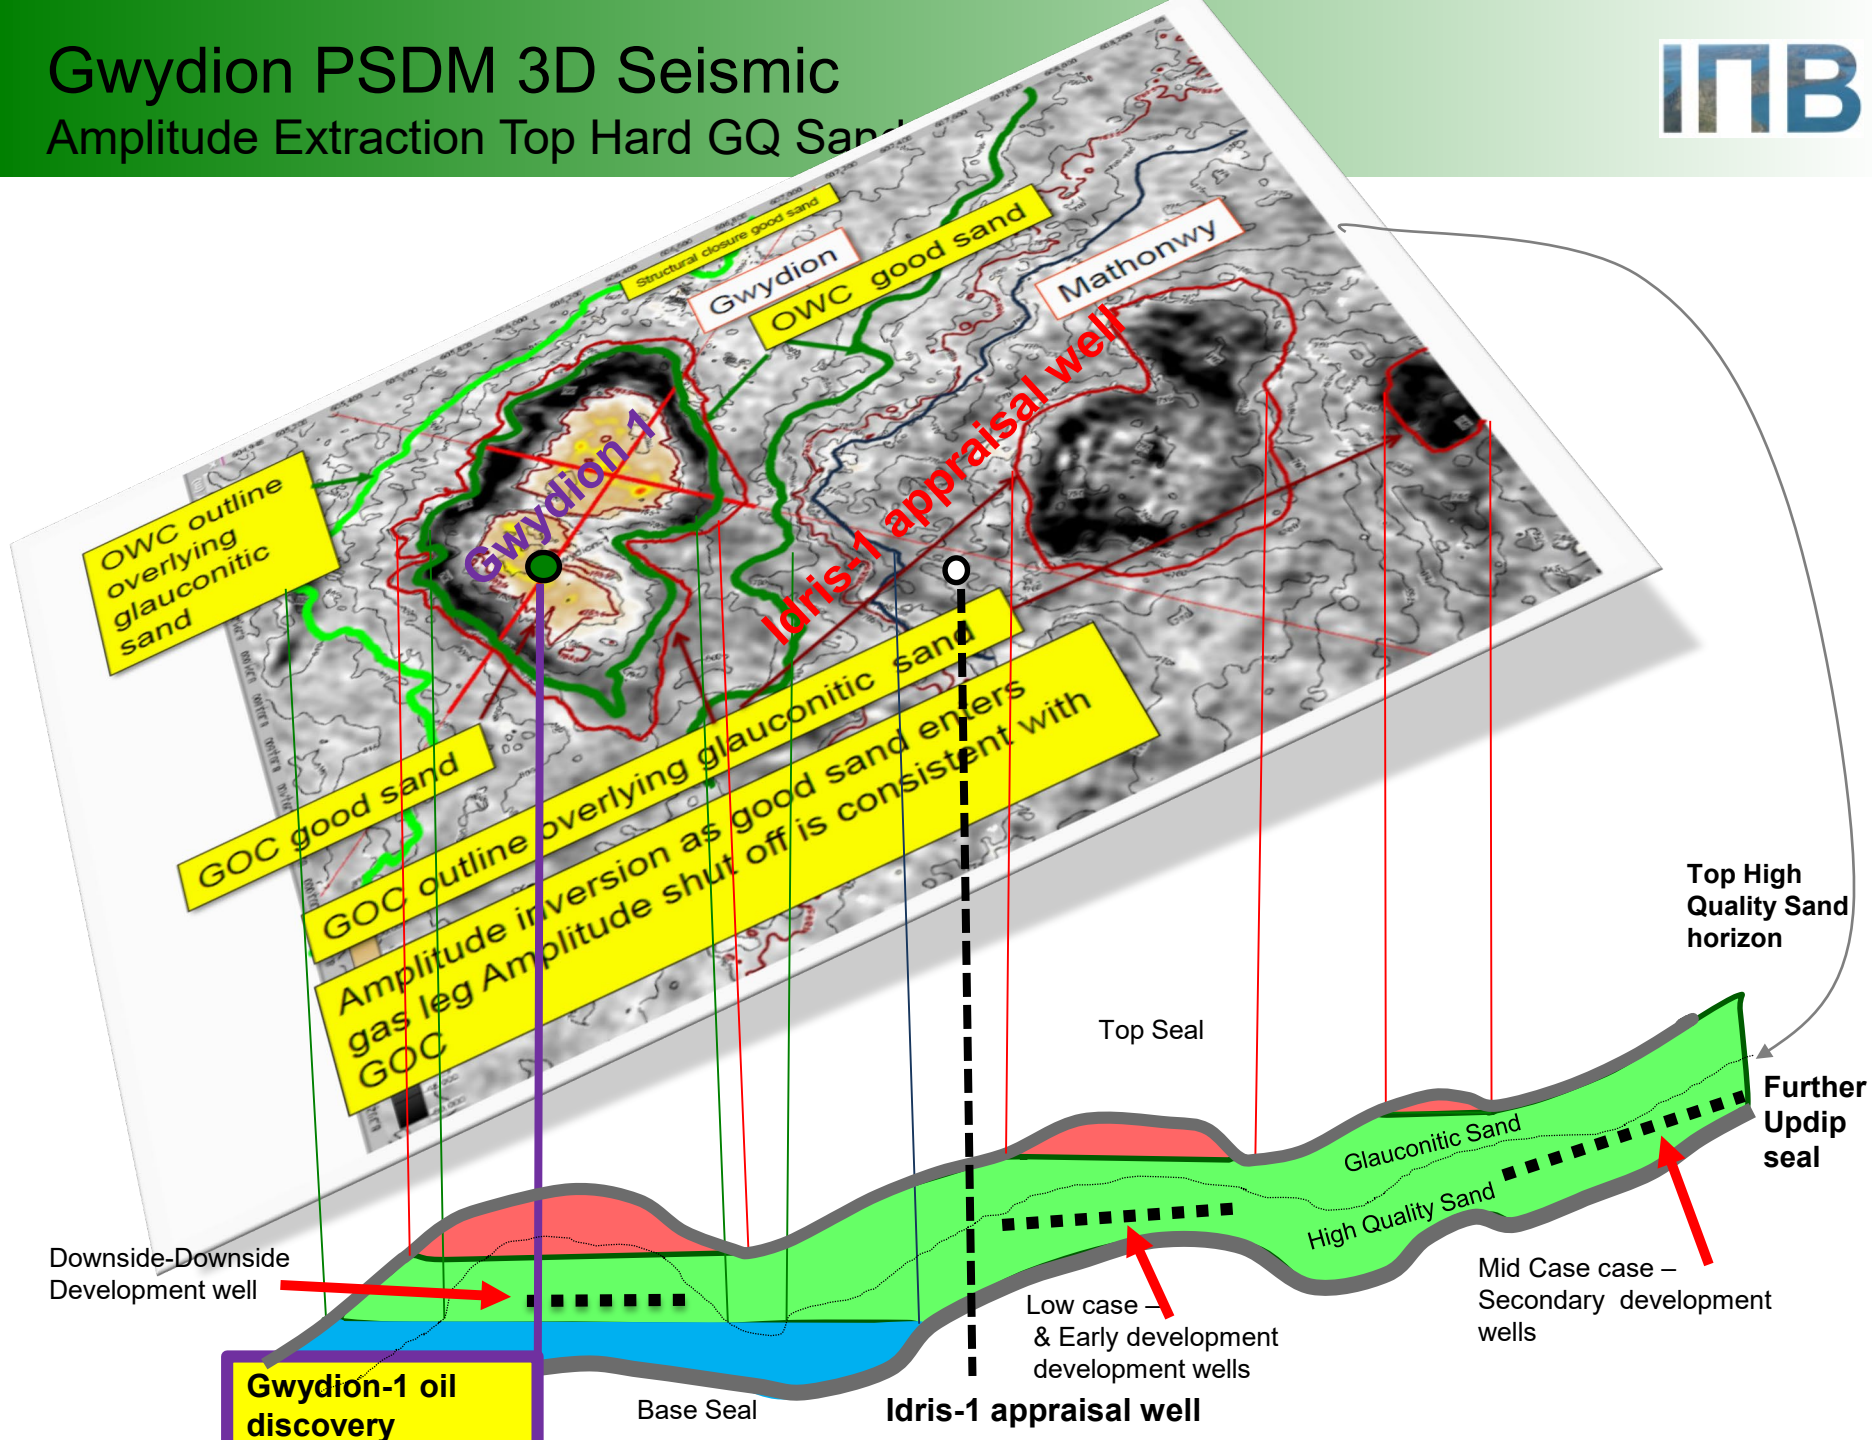 Gwydion PSDM 3D Seismic
Amplitude Extraction Top Hard GQ San
ΙΠΒ
Structural closure good sand
Gwydion
OWC good sand
Mathonwy
OWC outline
overlying
glauconitic
sand
Gwydion 1
Idris-1 appraisal well
GOC good sand
GOC outline overlying glauconitic sand
Amplitude inversion as good sand enters
gas leg Amplitude shut off is consistent with
GOC
Top High
Quality Sand
horizon
Top Seal
Further
Updip
seal
Glauconitic Sand
High Quality Sand
Downside-Downside
Development well
Low case –
& Early development
development wells
Mid Case case –
Secondary development
wells
Gwydion-1 oil
discovery
Base Seal
Idris-1 appraisal well